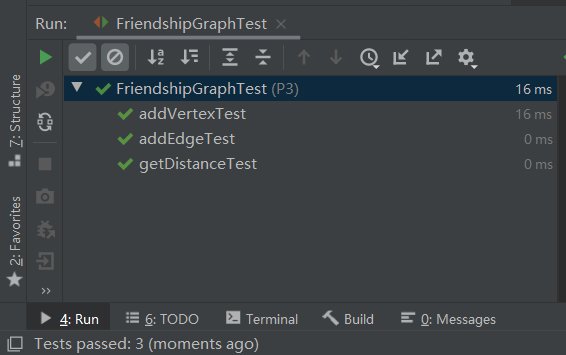 Run: FriendshipGraphTest
7: Structure
FriendshipGraphTest (P3) 16 ms
addVertexTest 16 ms
addEdgeTest 0 ms
getDistanceTest 0 ms
2: Favorites
4: Run 6: TODO Terminal Build 0: Messages
Tests passed: 3 (moments ago)